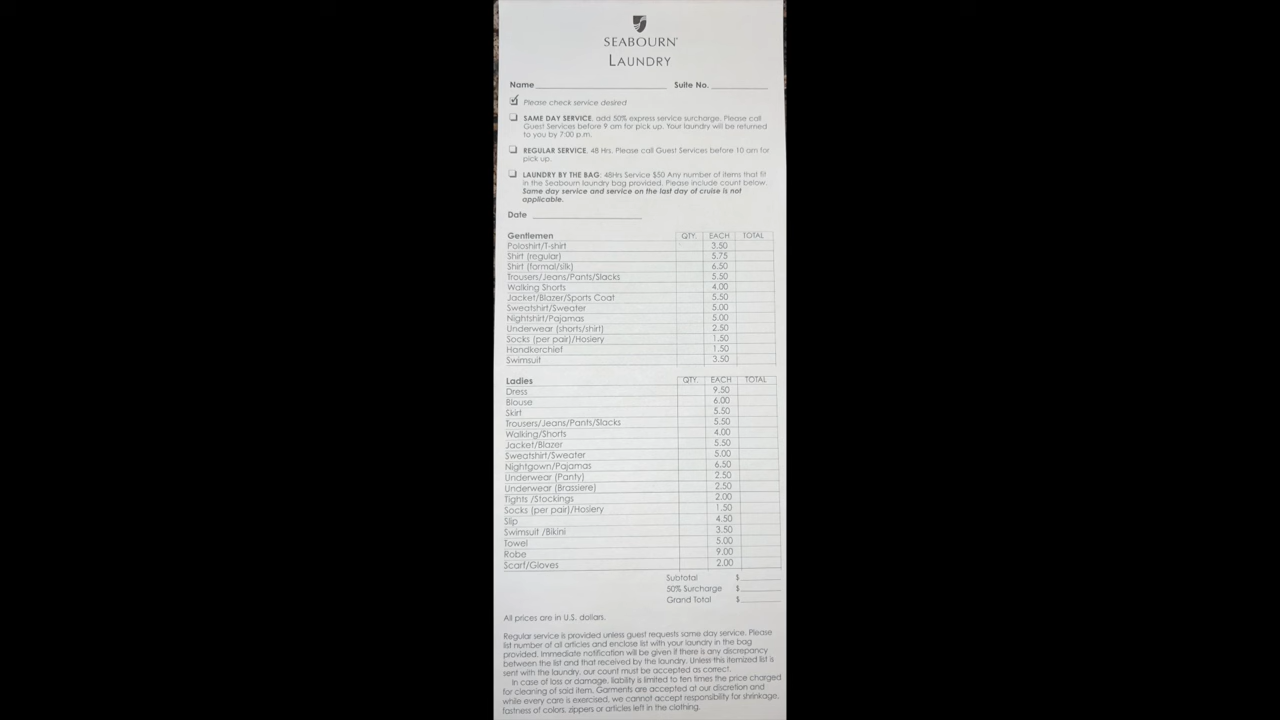 SEABOURN
LAUNDRY
Name Suite No.
Please check service desired
SAME DAY SERVICE, add 50% express service surcharge. Please call
Guest Services before 9 am for pick up. Your laundry will be returned
to you by 7:00 p.m.
REGULAR SERVICE, 48 Hrs. Please call Guest Services before 10 am for
pick up.
LAUNDRY BY THE BAG: 48Hrs Service $50 Any number of items that fit
in the Seabourn laundry bag provided. Please include count below.
Same day service and service on the last day of cruise is not
applicable.
Date
Gentlemen QTY. EACH TOTAL
Poloshirt/T-shirt 3.50
Shirt (regular) 5.75
Shirt (formal/silk) 6.50
Trousers/Jeans/Pants/Slacks 5.50
Walking Shorts 4.00
Jacket/Blazer/Sports Coat 5.50
Sweatshirt/Sweater 5.00
Nightshirt/Pajamas 5.00
Underwear (shorts/shirt) 2.50
Socks (per pair)/Hosiery 1.50
Handkerchief 1.50
Swimsuit 3.50
Ladies QTY. EACH TOTAL
Dress 9.50
Blouse 6.00
Skirt 5.50
Trousers/Jeans/Pants/Slacks 5.50
Walking/Shorts 4.00
Jacket/Blazer 5.50
Sweatshirt/Sweater 5.00
Nightgown/Pajamas 6.50
Underwear (Panty) 2.50
Underwear (Brassiere) 2.50
Tights /Stockings 2.00
Socks (per pair)/Hosiery 1.50
Slip 4.50
Swimsuit /Bikini 3.50
Towel 5.00
Robe 9.00
Scarf/Gloves 2.00
Subtotal $
50% Surcharge $
Grand Total $
All prices are in U.S. dollars.
Regular service is provided unless guest requests same day service. Please
list number of all articles and enclose list with your laundry in the bag
provided. Immediate notification will be given if there is any discrepancy
between the list and that received by the laundry. Unless this itemized list is
sent with the laundry, our count must be accepted as correct.
In case of loss or damage, liability is limited to ten times the price charged
for cleaning of said item. Garments are accepted at our discretion and
while every care is exercised, we cannot accept responsibility for shrinkage,
fastness of colors, zippers or articles left in the clothing.